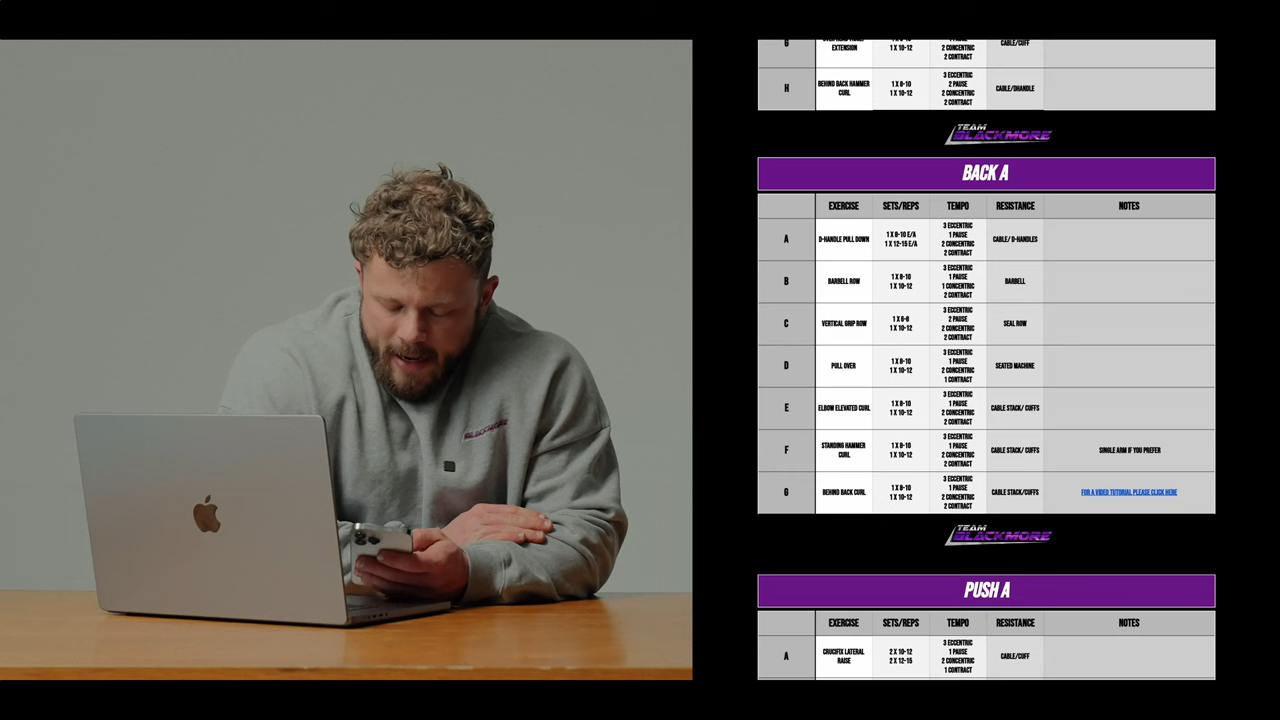 G
EXTENSION
1 X 10-12
1 PAUSE
2 CONCENTRIC
2 CONTRACT
CABLE/CUFF
H
BEHIND BACK HAMMER
CURL
1 X 8-10
1 X 10-12
3 ECCENTRIC
2 PAUSE
2 CONCENTRIC
2 CONTRACT
CABLE/DHANDLE
TEAM
BLACKMORE
BACK A
EXERCISE SETS/REPS TEMPO RESISTANCE NOTES
A
D-HANDLE PULL DOWN
1 X 8-10 E/A
1 X 12-15 E/A
3 ECCENTRIC
1 PAUSE
2 CONCENTRIC
2 CONTRACT
CABLE/ D-HANDLES
B
BARBELL ROW
1 X 8-10
1 X 10-12
3 ECCENTRIC
1 PAUSE
1 CONCENTRIC
2 CONTRACT
BARBELL
C
VERTICAL GRIP ROW
1 X 6-8
1 X 10-12
3 ECCENTRIC
2 PAUSE
2 CONCENTRIC
2 CONTRACT
SEAL ROW
D
PULL OVER
1 X 8-10
1 X 10-12
3 ECCENTRIC
1 PAUSE
2 CONCENTRIC
1 CONTRACT
SEATED MACHINE
E
ELBOW ELEVATED CURL
1 X 8-10
1 X 10-12
3 ECCENTRIC
1 PAUSE
2 CONCENTRIC
2 CONTRACT
CABLE STACK/ CUFFS
F
STANDING HAMMER
CURL
1 X 8-10
1 X 10-12
3 ECCENTRIC
1 PAUSE
2 CONCENTRIC
2 CONTRACT
CABLE STACK/ CUFFS
SINGLE ARM IF YOU PREFER
G
BEHIND BACK CURL
1 X 8-10
1 X 10-12
3 ECCENTRIC
1 PAUSE
2 CONCENTRIC
2 CONTRACT
CABLE STACK/CUFFS
FOR A VIDEO TUTORIAL PLEASE CLICK HERE
TEAM
BLACKMORE
PUSH A
EXERCISE SETS/REPS TEMPO RESISTANCE NOTES
A
CRUCIFIX LATERAL
RAISE
2 X 10-12
2 X 12-15
3 ECCENTRIC
1 PAUSE
2 CONCENTRIC
1 CONTRACT
CABLE/CUFF
BLACKMORE